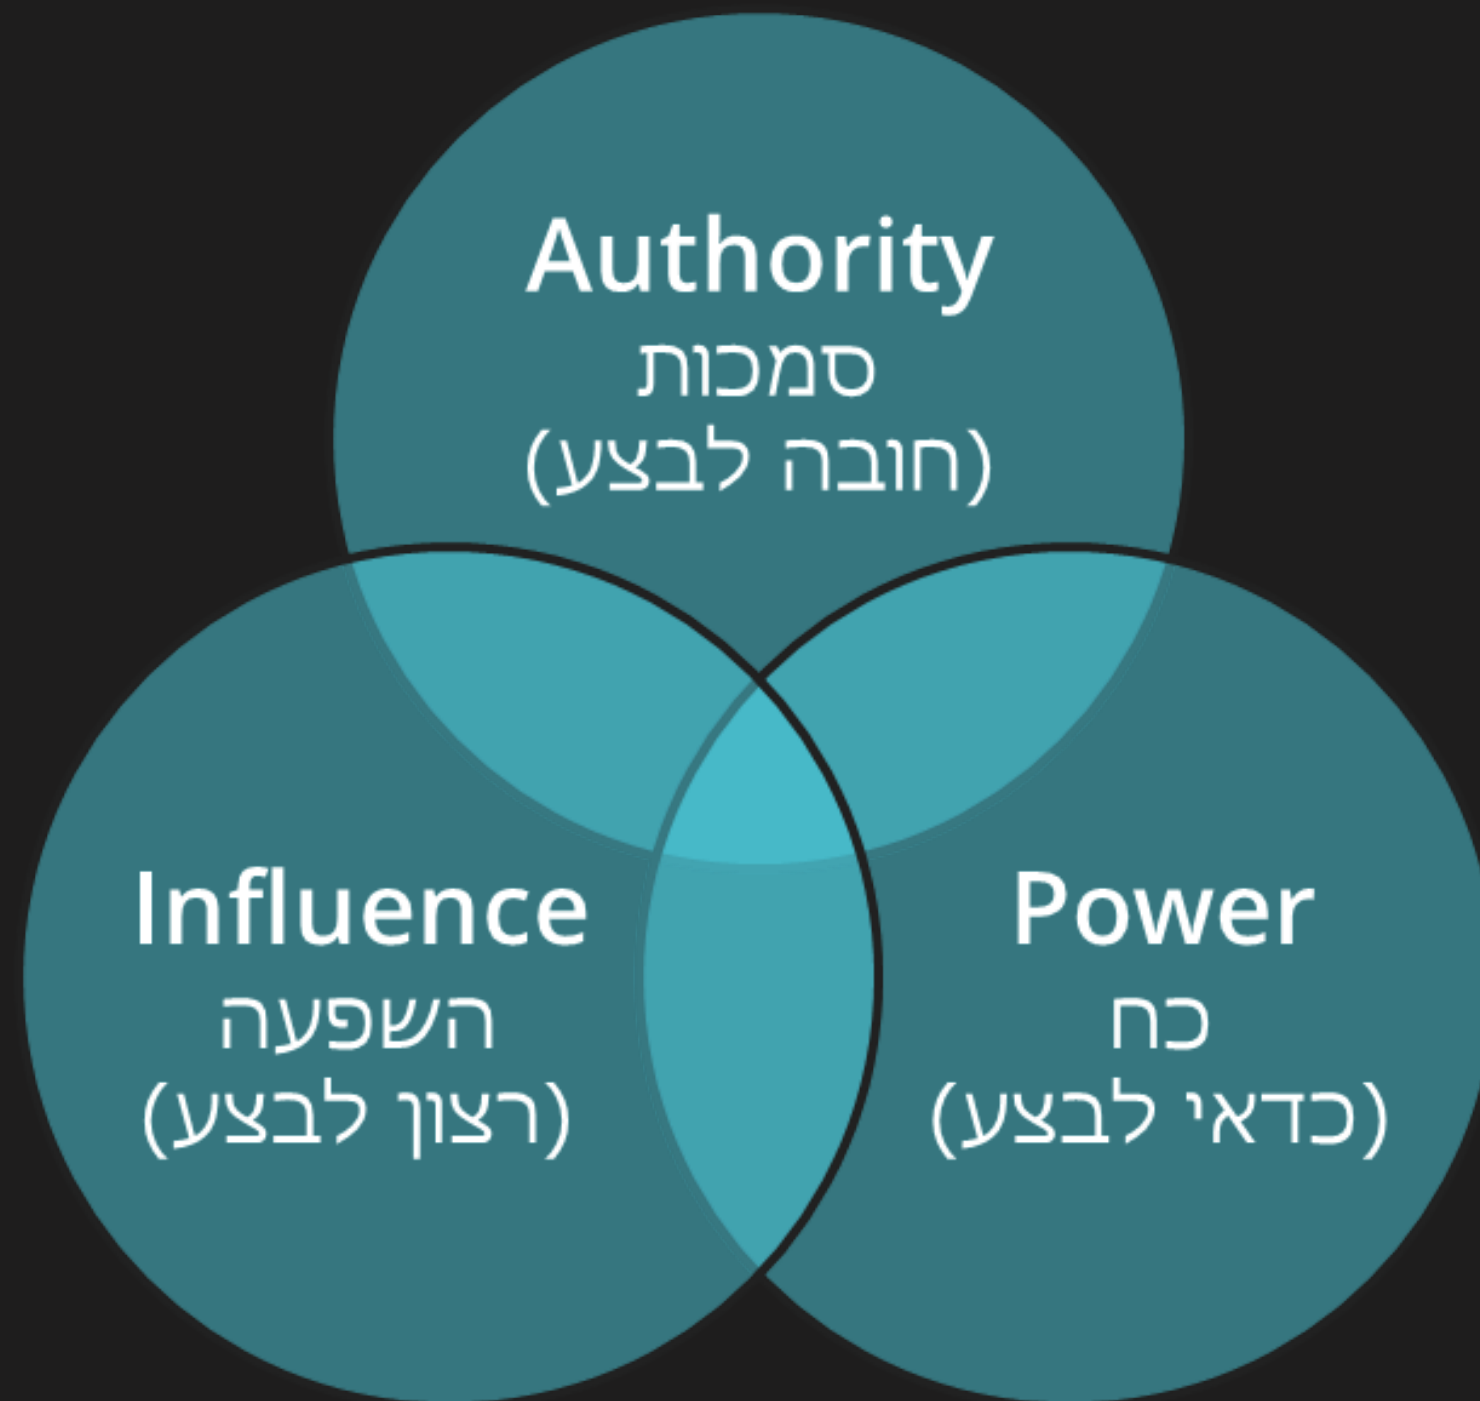 Authority
סמכות
(חובה לבצע)
Influence
השפעה
(רצון לבצע)
Power
כח
(כדאי לבצע)